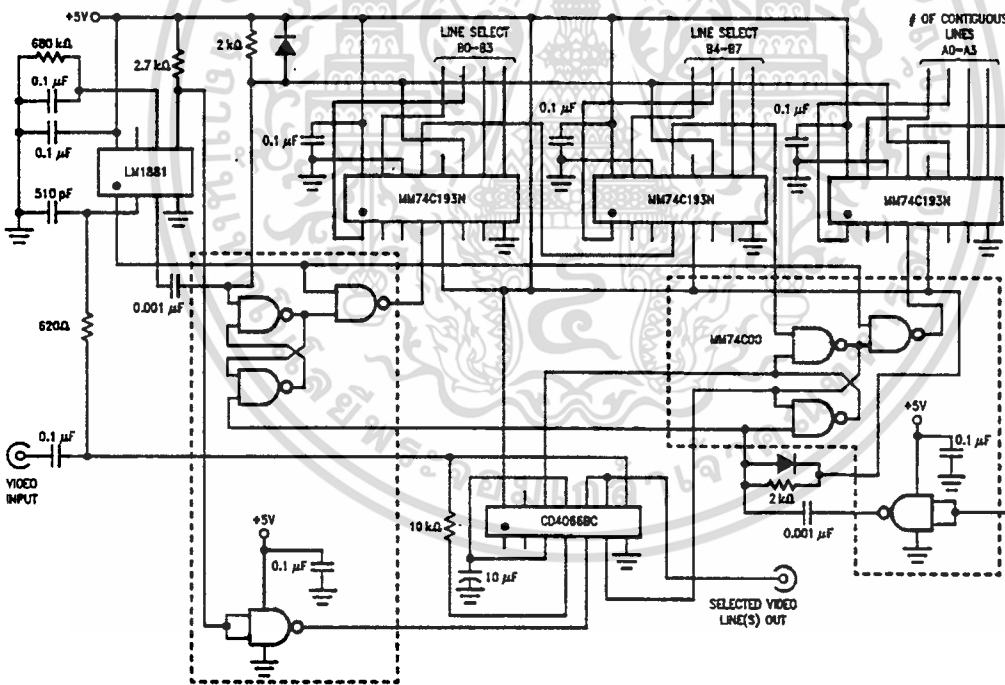 +5V
680 kΩ
0.1 μF
2.7 kΩ
2 kΩ
LINE SELECT
B0-B3
LINE SELECT
B4-B7
# OF CONTIGUOUS
LINES
A0-A3
0.1 μF
0.1 μF
0.1 μF
0.1 μF
LM1881
510 pF
MM74C193N
MM74C193N
MM74C193N
0.001 μF
620Ω
MM74C00
+5V
0.1 μF
0.1 μF
VIDEO
INPUT
2 kΩ
0.001 μF
10 kΩ
CD4066BC
+5V
0.1 μF
10 μF
SELECTED VIDEO
LINE(S) OUT